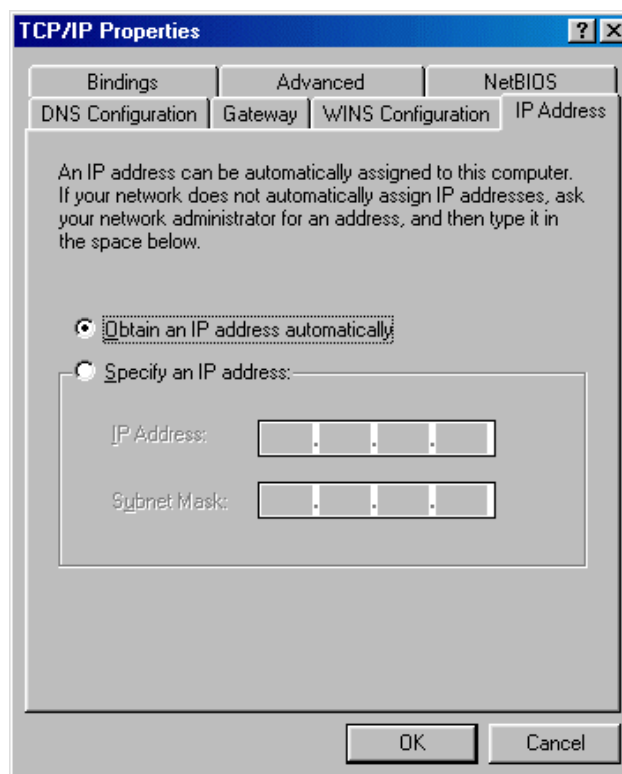 TCP/IP Properties
Bindings Advanced NetBIOS
DNS Configuration Gateway WINS Configuration IP Address
An IP address can be automatically assigned to this computer.
If your network does not automatically assign IP addresses, ask
your network administrator for an address, and then type it in
the space below.
Obtain an IP address automatically
Specify an IP address:
IP Address:
Subnet Mask:
OK Cancel